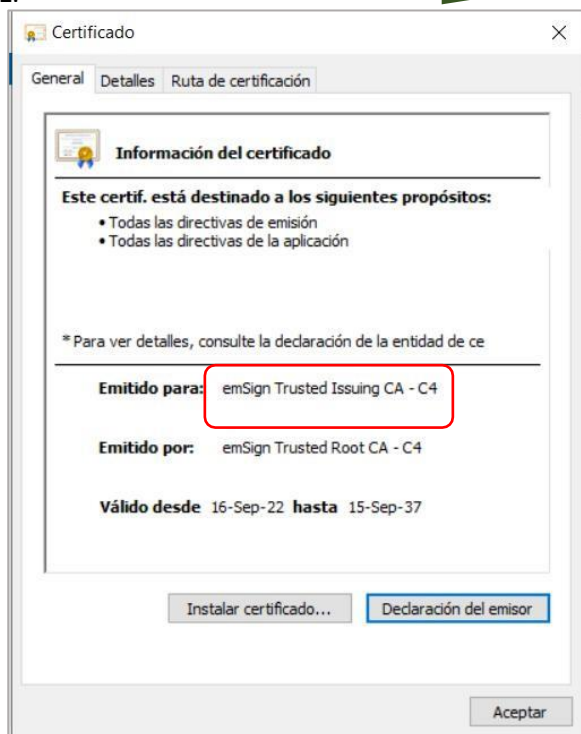 Certificado
General Detalles Ruta de certificación
Información del certificado
Este certif. está destinado a los siguientes propósitos:
• Todas las directivas de emisión
• Todas las directivas de la aplicación
* Para ver detalles, consulte la declaración de la entidad de ce
Emitido para: emSign Trusted Issuing CA - C4
Emitido por: emSign Trusted Root CA - C4
Válido desde 16-Sep-22 hasta 15-Sep-37
Instalar certificado... Declaración del emisor
Aceptar